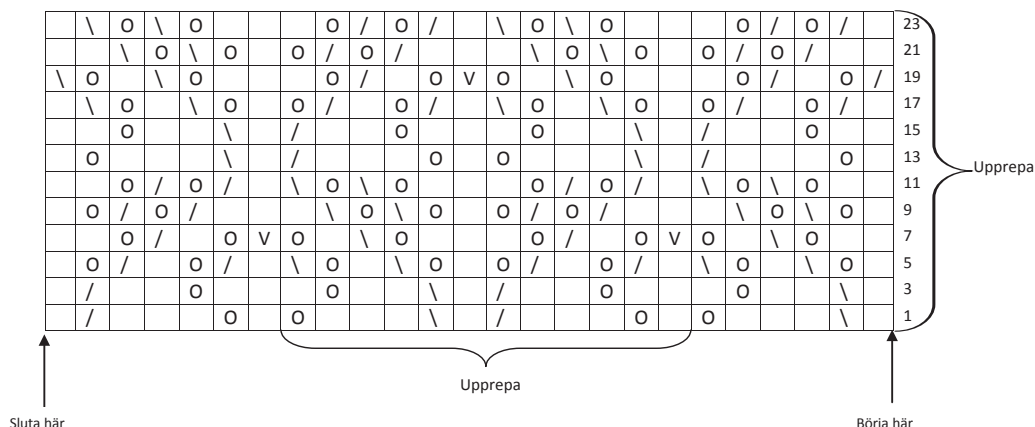 \ O \ O O / O / \ O \ O O / O / 23
\ O \ O O / O / \ O \ O O / O / 21
\ O \ O O / O V O \ O O / O / 19
\ O \ O O / O / \ O \ O O / O / 17
O \ / O O \ / O 15
O \ / O O \ / O 13
Upprepa
O / O / \ O \ O O / O / \ O \ O 11
O / O / \ O \ O O / O / \ O \ O 9
O / O V O \ O O / O V O \ O 7
O / O / \ O \ O O / O / \ O \ O 5
/ O O \ / O O \ 3
/ O O \ / O O \ 1
Upprepa
Sluta här
Börja här